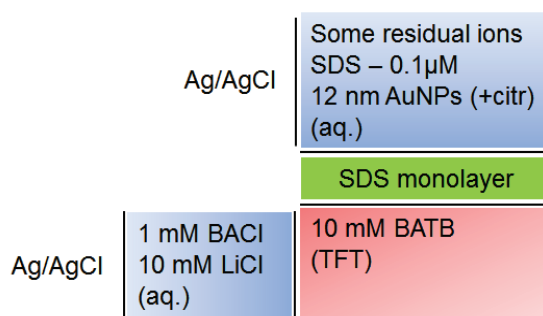 Ag/AgCl
Some residual ions
SDS – 0.1µM
12 nm AuNPs (+citr)
(aq.)
SDS monolayer
Ag/AgCl
1 mM BACl
10 mM LiCl
(aq.)
10 mM BATB
(TFT)